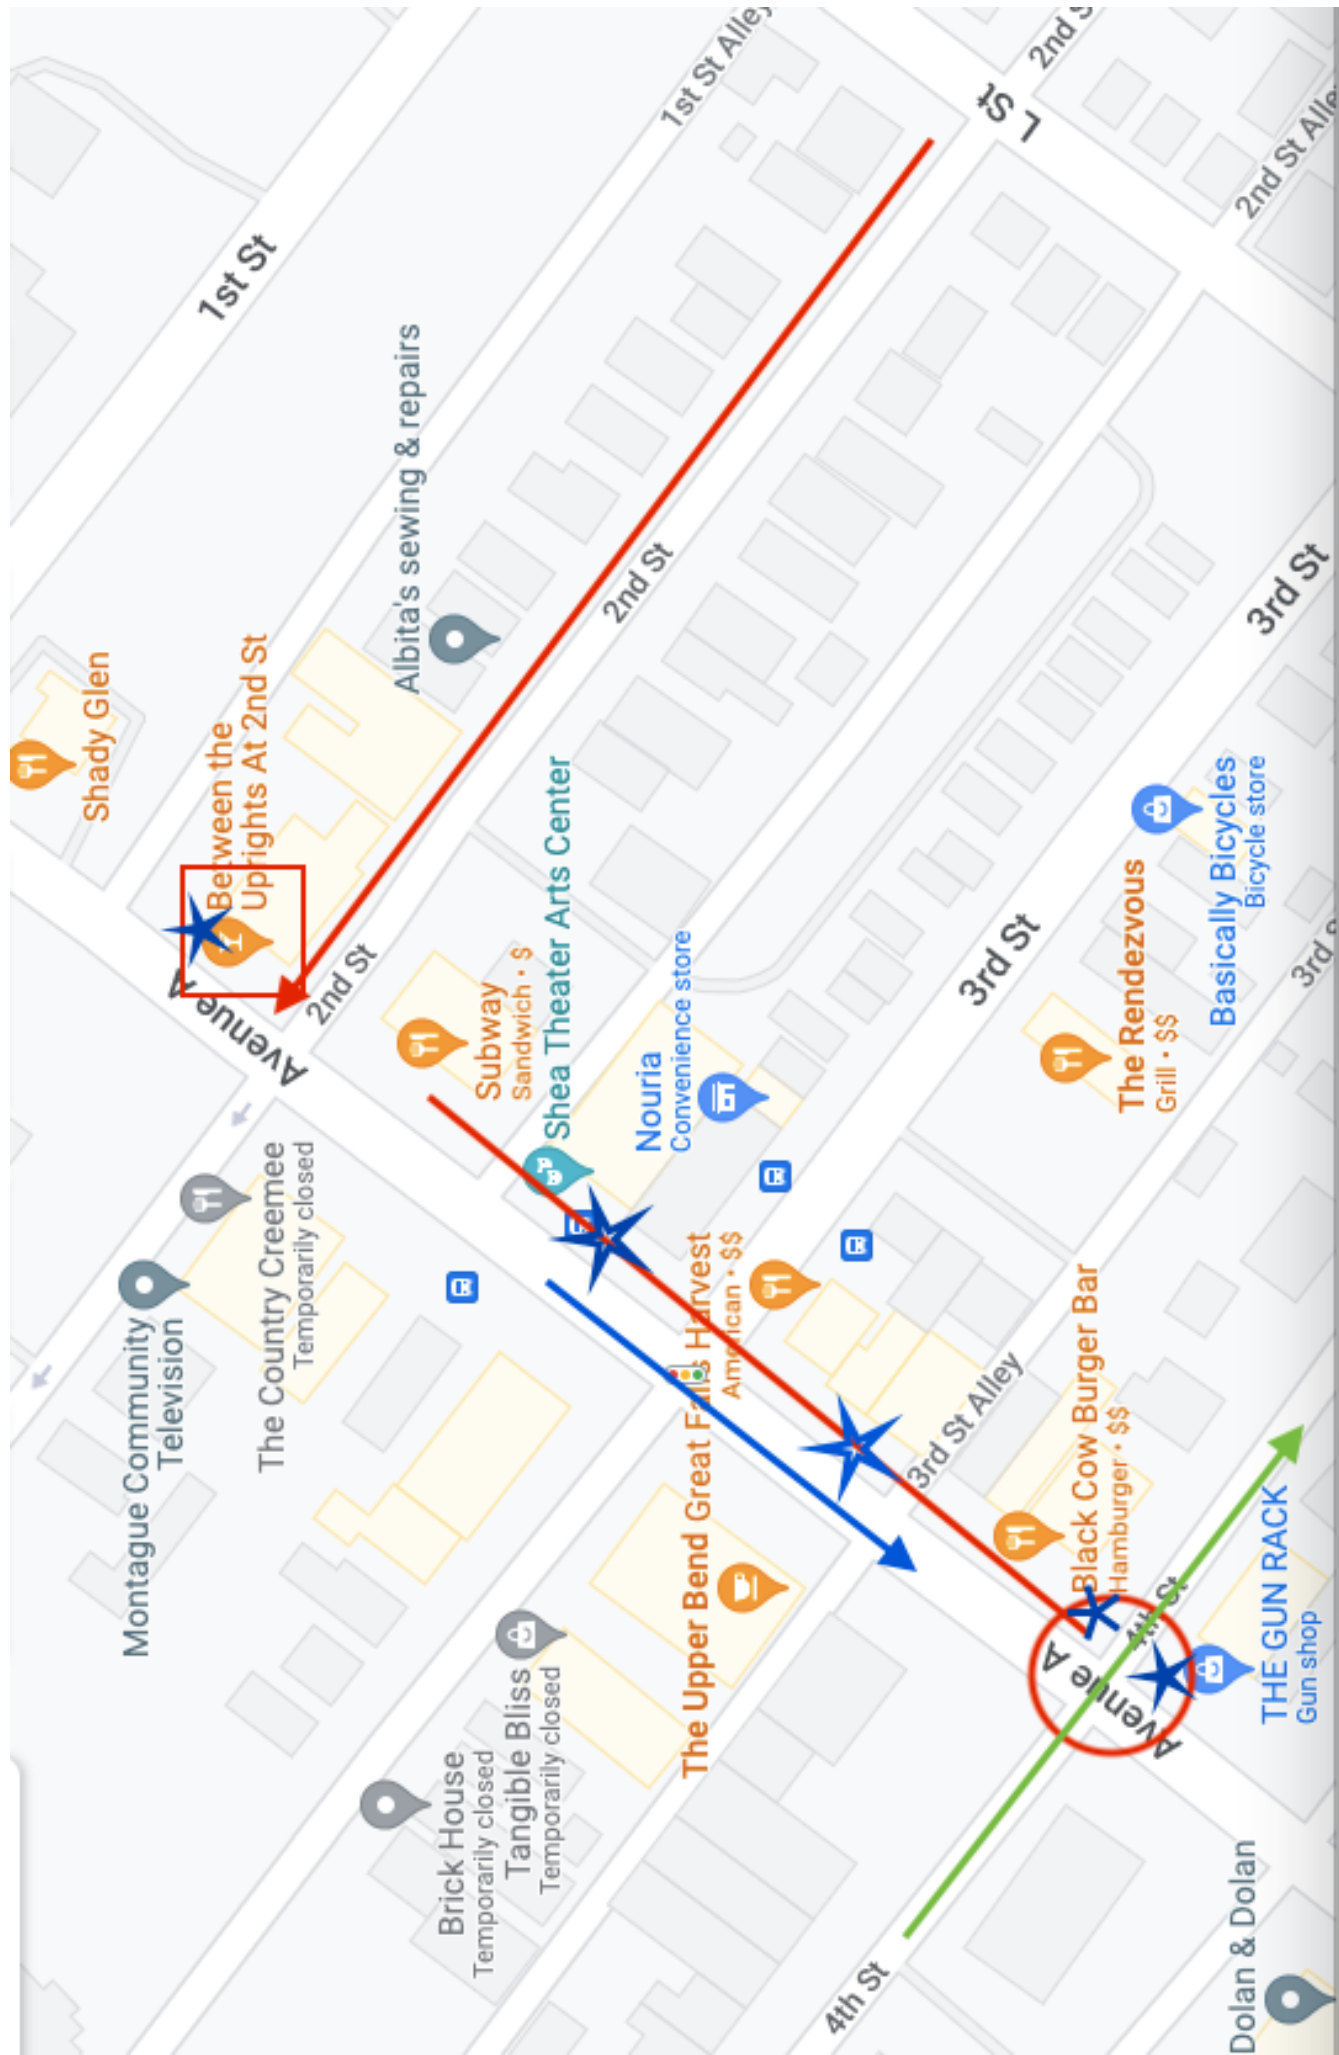 1st St Alley
2nd S
L St
2nd St Alle
1st St
Albita's sewing & repairs
2nd St
3rd St
Shady Glen
Between the
Uprights At 2nd St
Avenue A
2nd St
Subway
Sandwich • $
Shea Theater Arts Center
Nouria
Convenience store
3rd St
The Rendezvous
Grill • $$
Basically Bicycles
Bicycle store
3rd S
The Country Creemee
Temporarily closed
Montague Community
Television
Great Falls Harvest
American • $$
3rd St Alley
Black Cow Burger Bar
Hamburger • $$
The Upper Bend
4th St
Avenue A
THE GUN RACK
Gun shop
Tangible Bliss
Temporarily closed
Brick House
Temporarily closed
4th St
Dolan & Dolan